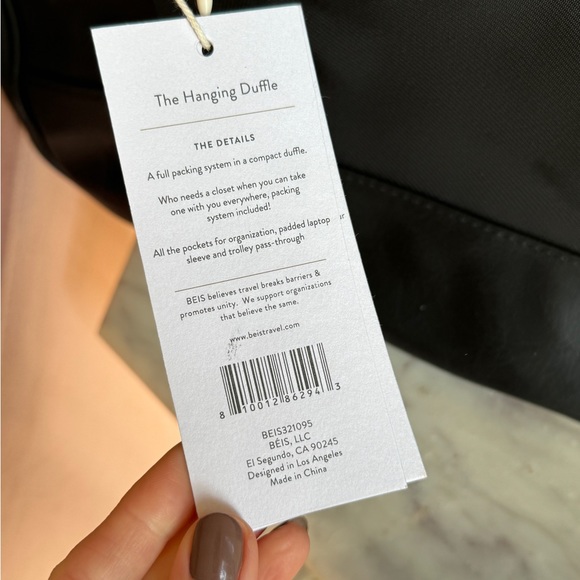 The Hanging Duffle
THE DETAILS
A full packing system in a compact duffle.
Who needs a closet when you can take
one with you everywhere, packing
system included!
All the pockets for organization, padded laptop
sleeve and trolley pass-through
BEIS believes travel breaks barriers &
promotes unity. We support organizations
that believe the same.
www.beistravel.com
8 10012 86294 3
BEIS321095
BÉIS, LLC
El Segundo, CA 90245
Designed in Los Angeles
Made in China